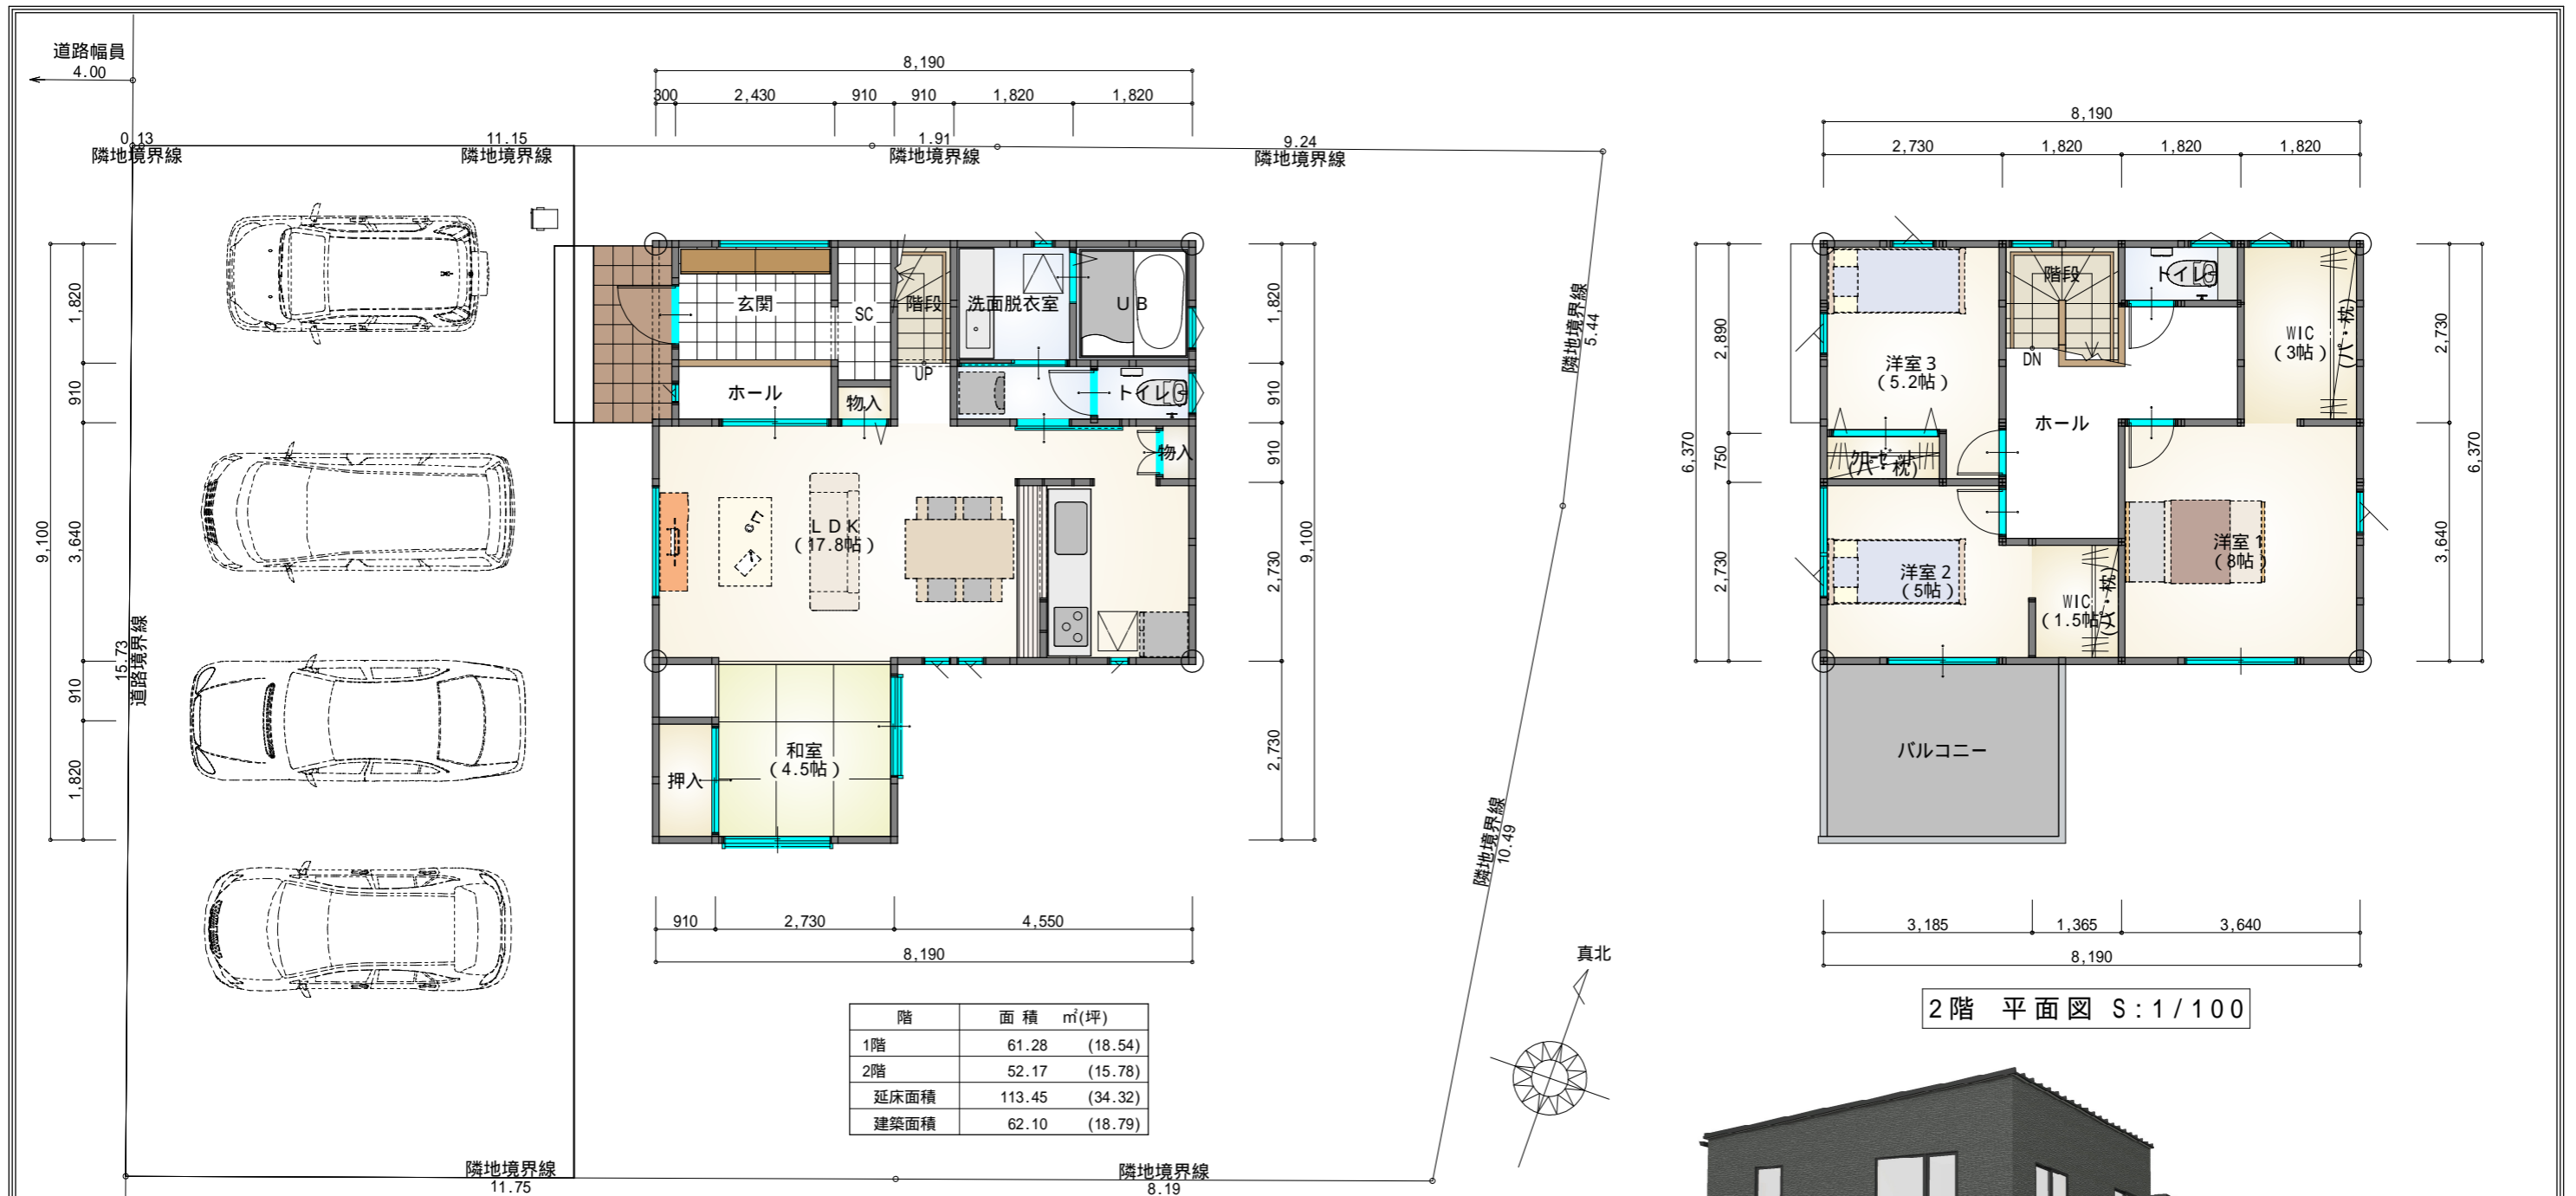 道路幅員
4.00
8,190
300
2,430
910
910
1,820
1,820
0.13
隣地境界線
11.15
隣地境界線
1.91
隣地境界線
9.24
隣地境界線
9,100
1,820
910
3,640
910
1,820
15.73
道路境界線
玄関
SC
階段
洗面脱衣室
UB
UP
ホール
物入
トイレ
物入
LDK
(17.8帖)
和室
(4.5帖)
押入
1,820
910
910
2,730
2,730
9,100
隣地境界線
5.44
隣地境界線
10.49
910
2,730
4,550
8,190
階
面積 ㎡(坪)
1階 61.28 (18.54)
2階 52.17 (15.78)
延床面積 113.45 (34.32)
建築面積 62.10 (18.79)
隣地境界線
11.75
隣地境界線
8.19
真北
8,190
2,730
1,820
1,820
1,820
6,370
2,890
750
2,730
階段
トイレ
DN
WIC
(3帖)
(パ・枕)
洋室3
(5.2帖)
ホール
(パ・枕)
洋室2
(5帖)
WIC
(1.5帖)
(パ・枕)
洋室1
(8帖)
バルコニー
2,730
3,640
6,370
3,185
1,365
3,640
8,190
2階 平面図 S:1/100